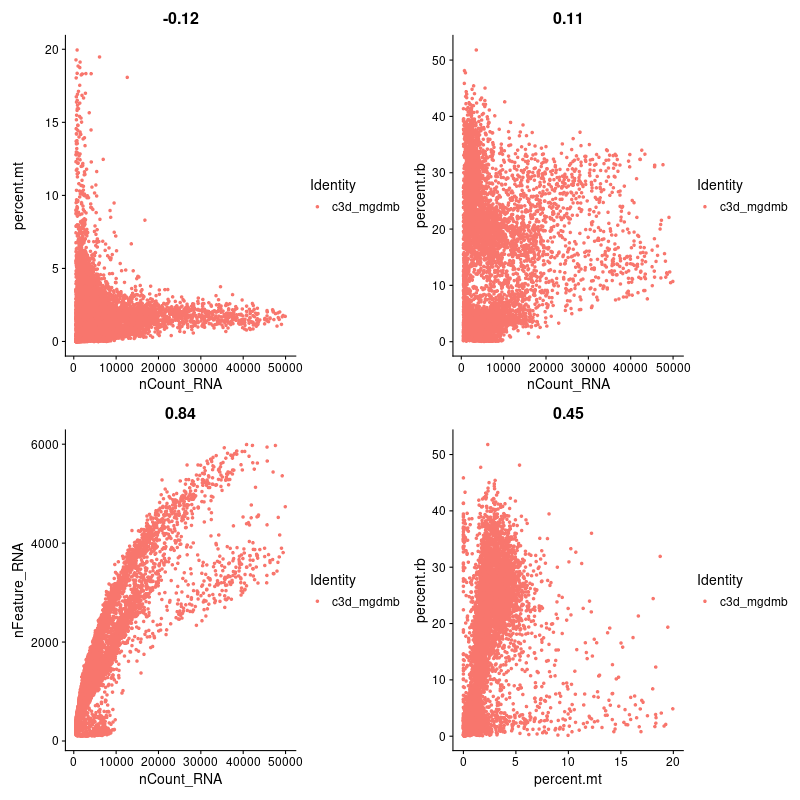 -0.12
20
15
10
5
0
percent.mt
0 10000 20000 30000 40000 50000
nCount_RNA
Identity
c3d_mgdmb
0.11
50
40
30
20
10
0
percent.rb
0 10000 20000 30000 40000 50000
nCount_RNA
Identity
c3d_mgdmb
0.84
6000
4000
2000
0
nFeature_RNA
0 10000 20000 30000 40000 50000
nCount_RNA
Identity
c3d_mgdmb
0.45
50
40
30
20
10
0
percent.rb
0 5 10 15 20
percent.mt
Identity
c3d_mgdmb